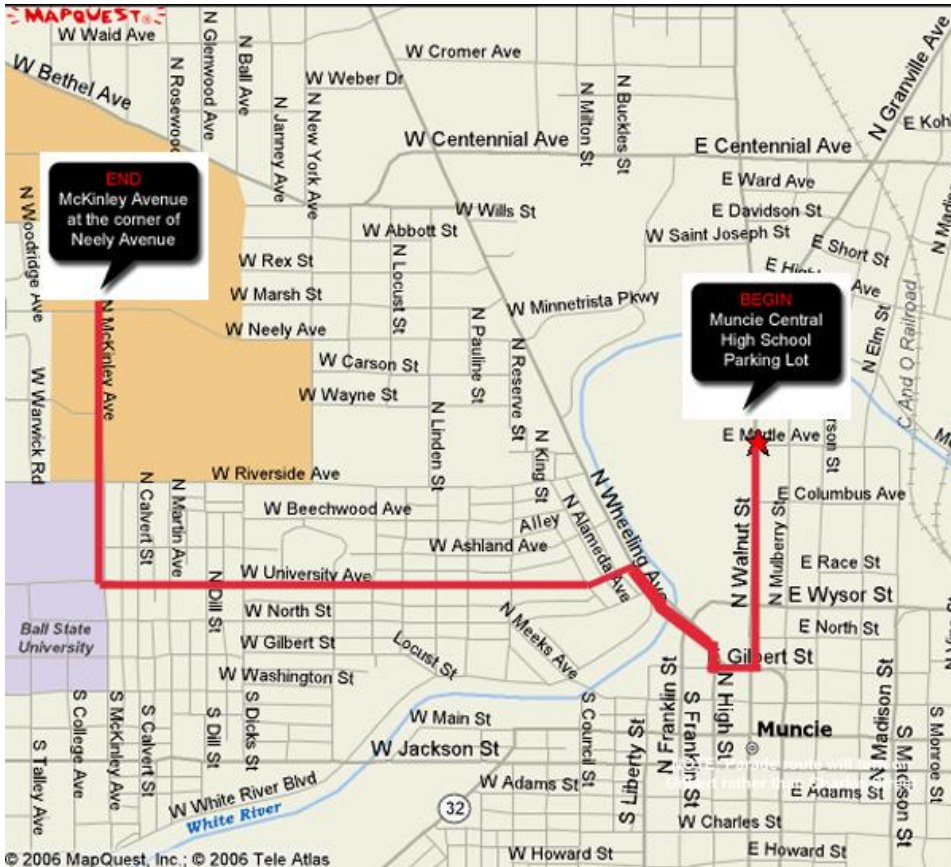 MAPQUEST
W Waid Ave
N Glenwood Ave
N Ball Ave
W Cromer Ave
N Granville Ave
W Bethel Ave
N Rosewood
W Weber Dr
N Janney Ave
N New York Ave
N Milton St
N Buckles St
E Kohl
W Centennial Ave
E Centennial Ave
END
McKinley Avenue
at the corner of
Neely Avenue
E Ward Ave
N Woodridge Ave
W Wills St
E Davidson St
N Madis
W Abbott St
W Saint Joseph St
E Short St
N Locust St
W Rex St
E High
Ave
W Marsh St
W Minnetrista Pkwy
BEGIN
Muncie Central
High School
Parking Lot
N Elm St
C And O Railroad
N McKinley Ave
W Neely Ave
N Pauline St
N Reserve St
W Carson St
W Wayne St
W Warwick Rd
N Linden St
N King St
E Myrtle Ave
erson St
W Riverside Ave
N Calvert St
N Martin Ave
W Beechwood Ave
Alley
N Alameda Ave
N Wheeling Ave
N Walnut St
N Mulberry St
E Columbus Ave
W Ashland Ave
E Race St
W University Ave
N Dill St
E Wysor St
W North St
N Meeks Ave
E North St
Ball State
University
W Gilbert St
Locust St
Gilbert St
W Washington St
S College Ave
S McKinley Ave
S Calvert St
S Dill St
S Dicks St
W Main St
S Council St
S Liberty St
N Franklin St
S Franklin St
N High St
Muncie
N Madison St
S Madison St
S Monroe St
S Talley Ave
W Jackson St
W White River Blvd
White River
W Adams St
E Adams St
32
W Charles St
W Howard St
E Howard St
© 2006 MapQuest, Inc.; © 2006 Tele Atlas